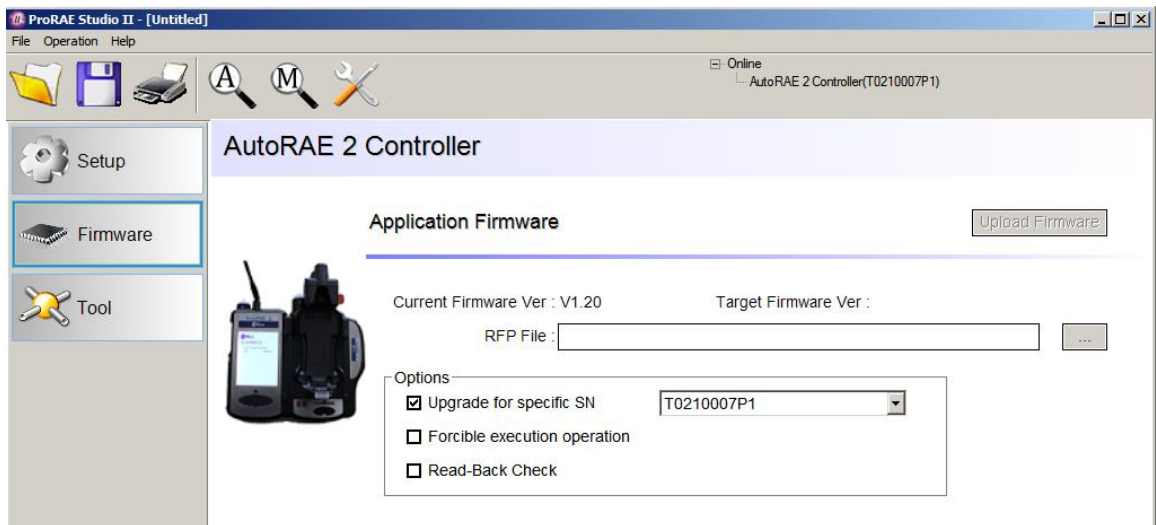 ProRAE Studio II - [Untitled]
File Operation Help
A M
Online
AutoRAE 2 Controller(T0210007P1)
Setup
Firmware
Tool
AutoRAE 2 Controller
Application Firmware
Upload Firmware
Current Firmware Ver : V1.20 Target Firmware Ver :
RFP File : ...
Options
Upgrade for specific SN T0210007P1
Forcible execution operation
Read-Back Check